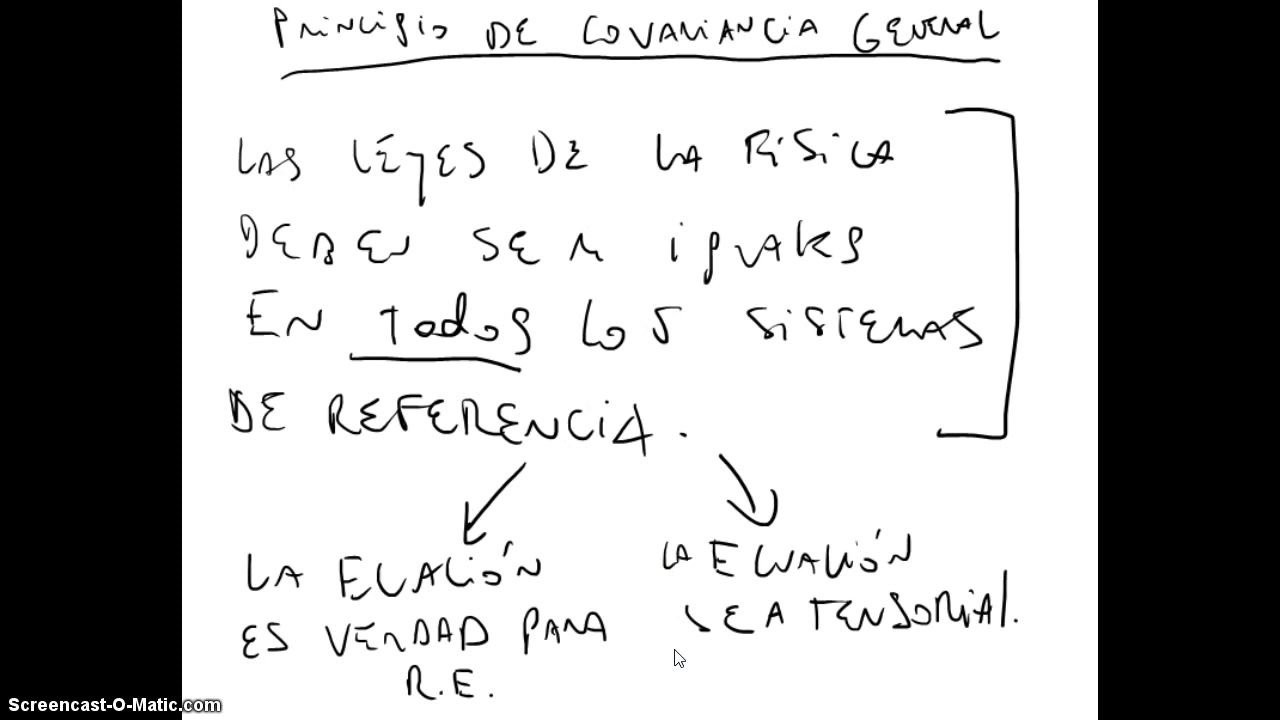 PRINCIPIO DE COVARIANCIA GENERAL
LAS LEYES DE LA FÍSICA
DEBEN SER IGUALES
EN TODOS LOS SISTEMAS
DE REFERENCIA.
LA ECUACIÓN
ES VERDAD PARA
R.E.
LA ECUACIÓN
SEA TENSORIAL.
Screencast-O-Matic.com